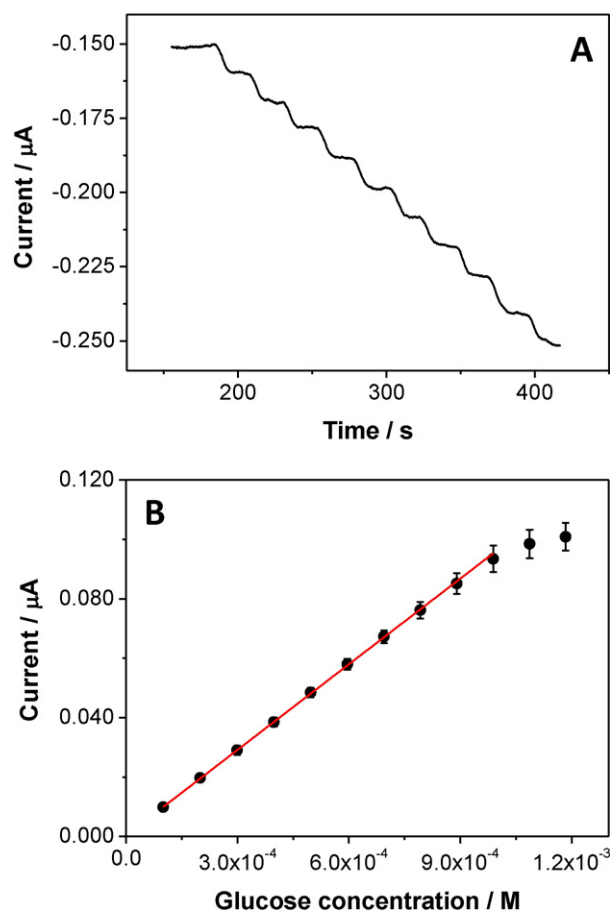 A
-0.150
-0.175
-0.200
-0.225
-0.250
Current / μA
200 300 400
Time / s
B
0.120
0.080
0.040
0.000
Current / μA
0.0 3.0x10⁻⁴ 6.0x10⁻⁴ 9.0x10⁻⁴ 1.2x10⁻³
Glucose concentration / M